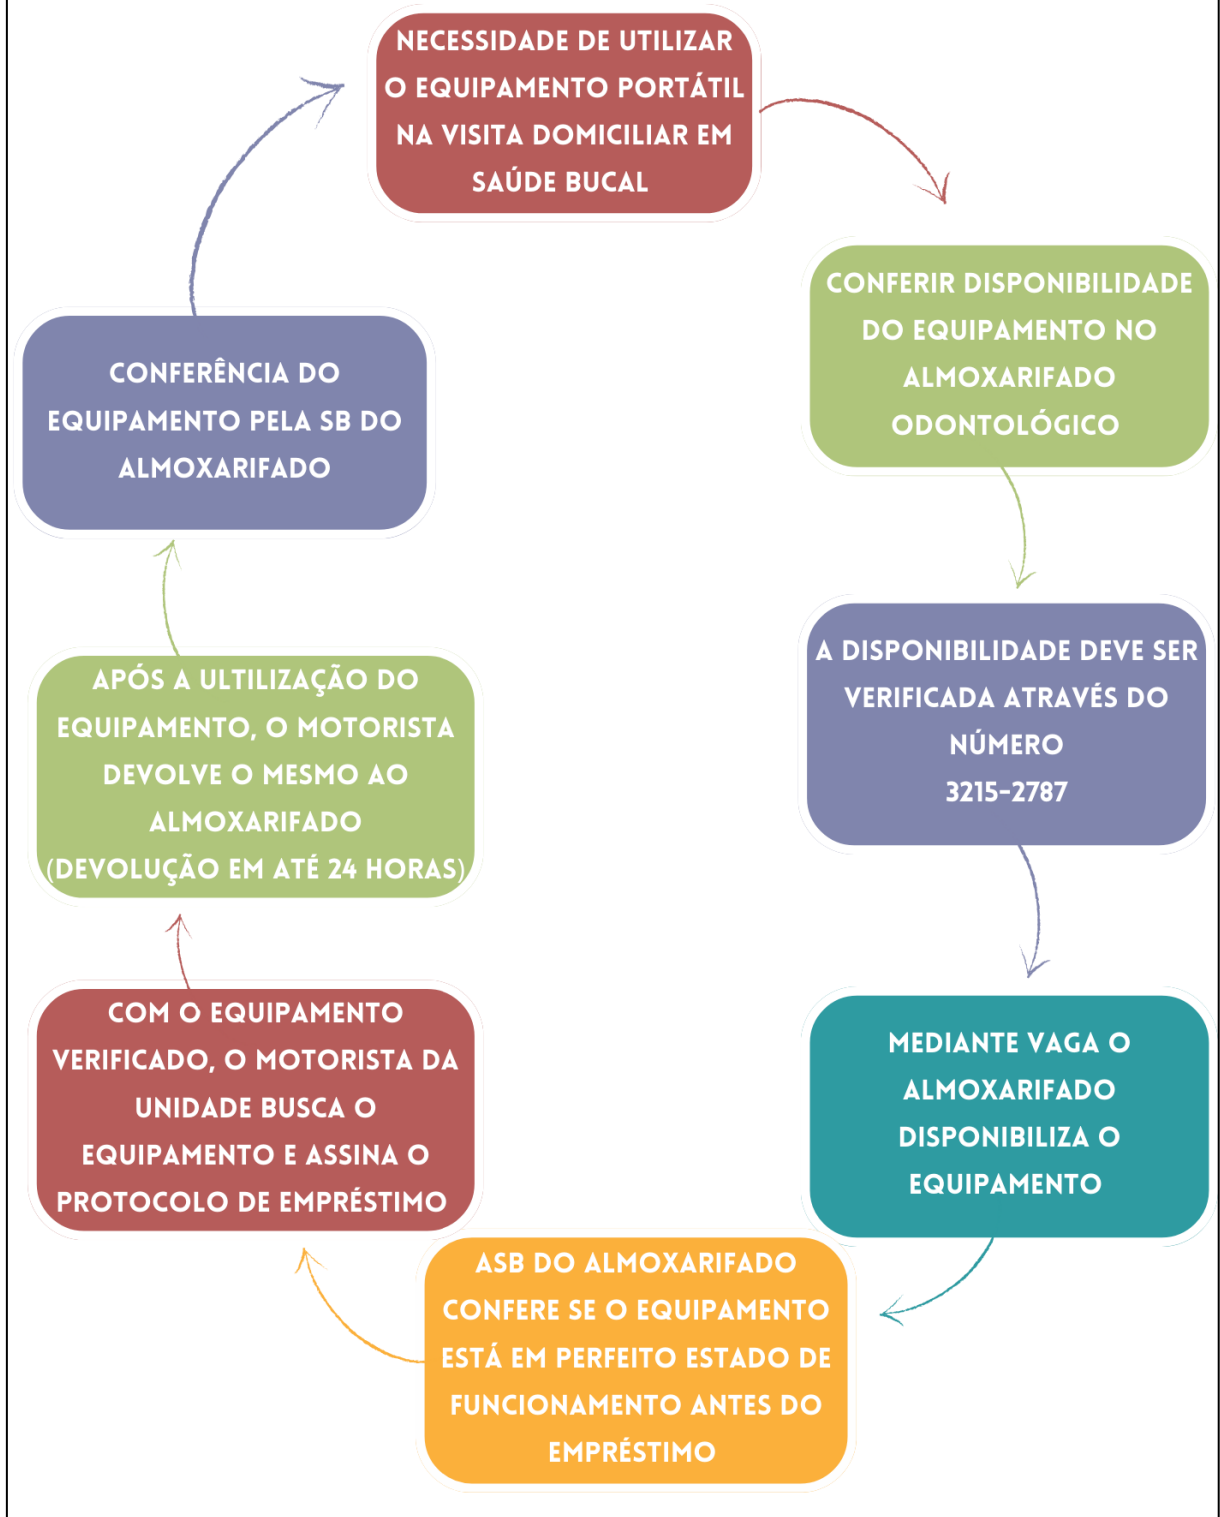 NECESSIDADE DE UTILIZAR
O EQUIPAMENTO PORTÁTIL
NA VISITA DOMICILIAR EM
SAÚDE BUCAL
CONFERIR DISPONIBILIDADE
DO EQUIPAMENTO NO
ALMOXARIFADO
ODONTOLÓGICO
A DISPONIBILIDADE DEVE SER
VERIFICADA ATRAVÉS DO
NÚMERO
3215-2787
MEDIANTE VAGA O
ALMOXARIFADO
DISPONIBILIZA O
EQUIPAMENTO
ASB DO ALMOXARIFADO
CONFERE SE O EQUIPAMENTO
ESTÁ EM PERFEITO ESTADO DE
FUNCIONAMENTO ANTES DO
EMPRÉSTIMO
COM O EQUIPAMENTO
VERIFICADO, O MOTORISTA DA
UNIDADE BUSCA O
EQUIPAMENTO E ASSINA O
PROTOCOLO DE EMPRÉSTIMO
APÓS A ULTILIZAÇÃO DO
EQUIPAMENTO, O MOTORISTA
DEVOLVE O MESMO AO
ALMOXARIFADO
(DEVOLUÇÃO EM ATÉ 24 HORAS)
CONFERÊNCIA DO
EQUIPAMENTO PELA SB DO
ALMOXARIFADO